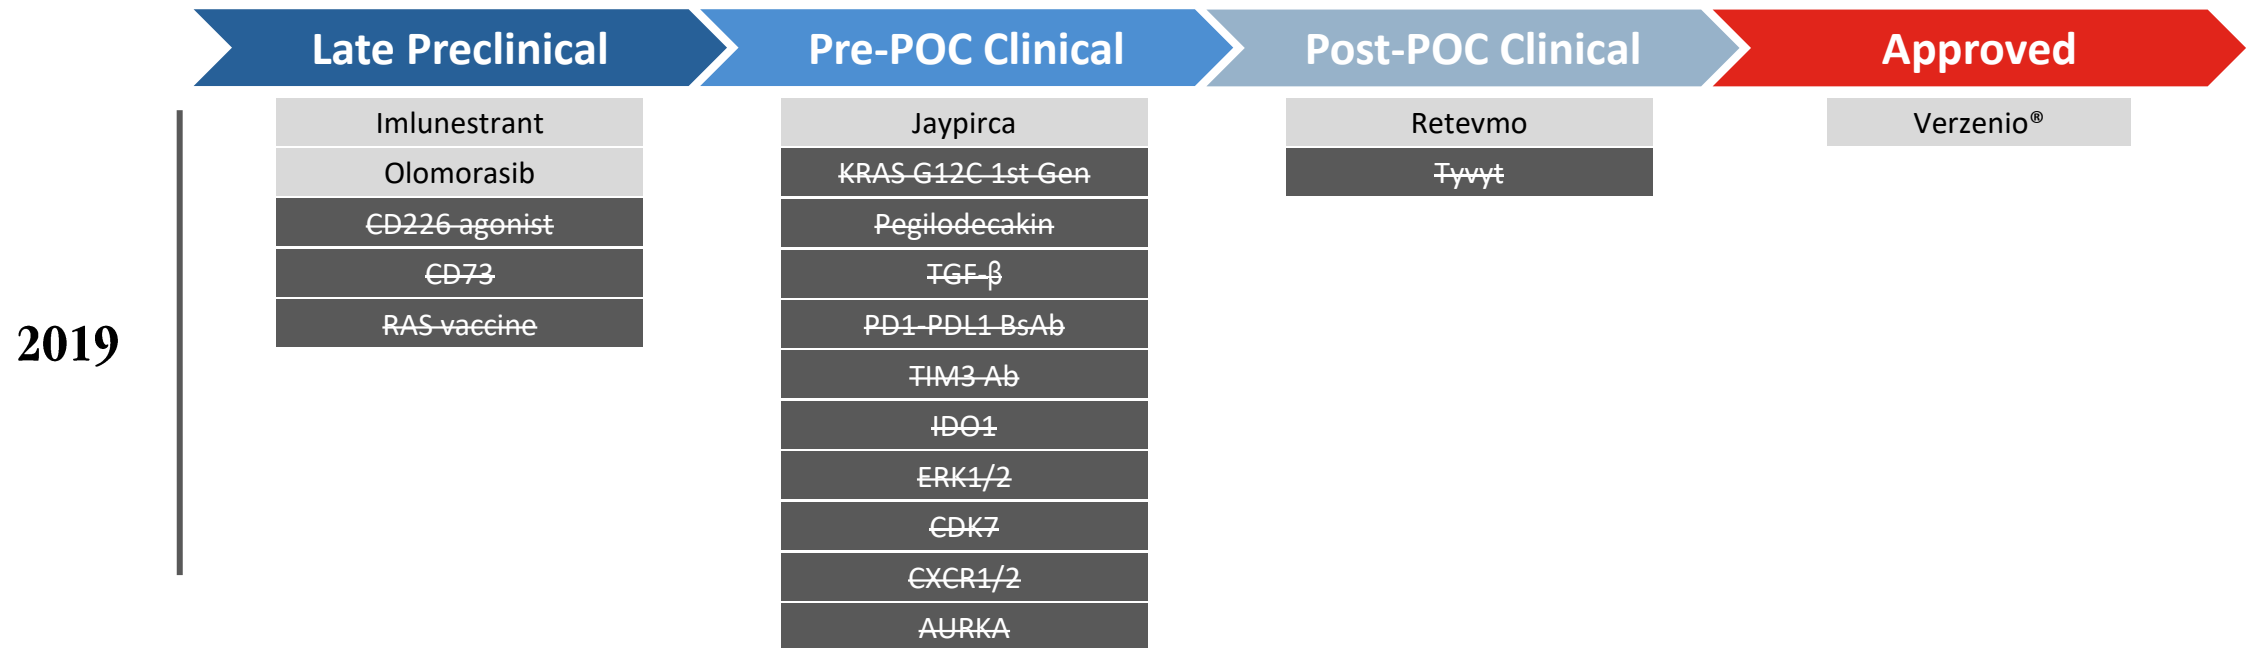 Late Preclinical
Pre-POC Clinical
Post-POC Clinical
Approved
2019
Imlunestrant
Olomorasib
CD226 agonist
CD73
RAS vaccine
Jaypirca
KRAS G12C 1st Gen
Pegilodecakin
TGF-β
PD1-PDL1 BsAb
TIM3 Ab
IDO1
ERK1/2
CDK7
CXCR1/2
AURKA
Retevmo
Tyvyt
Verzenio®